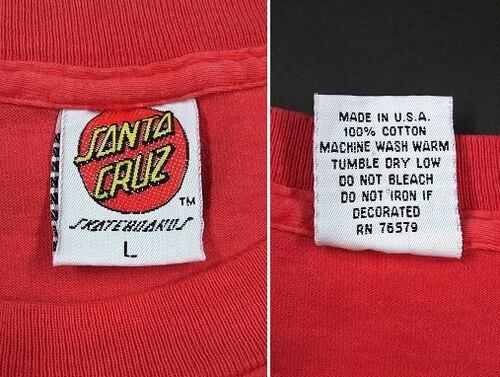 SANTA
CRUZ
TM
SKATEBOARDS
L
MADE IN U.S.A.
100% COTTON
MACHINE WASH WARM
TUMBLE DRY LOW
DO NOT BLEACH
DO NOT IRON IF
DECORATED
RN 76579